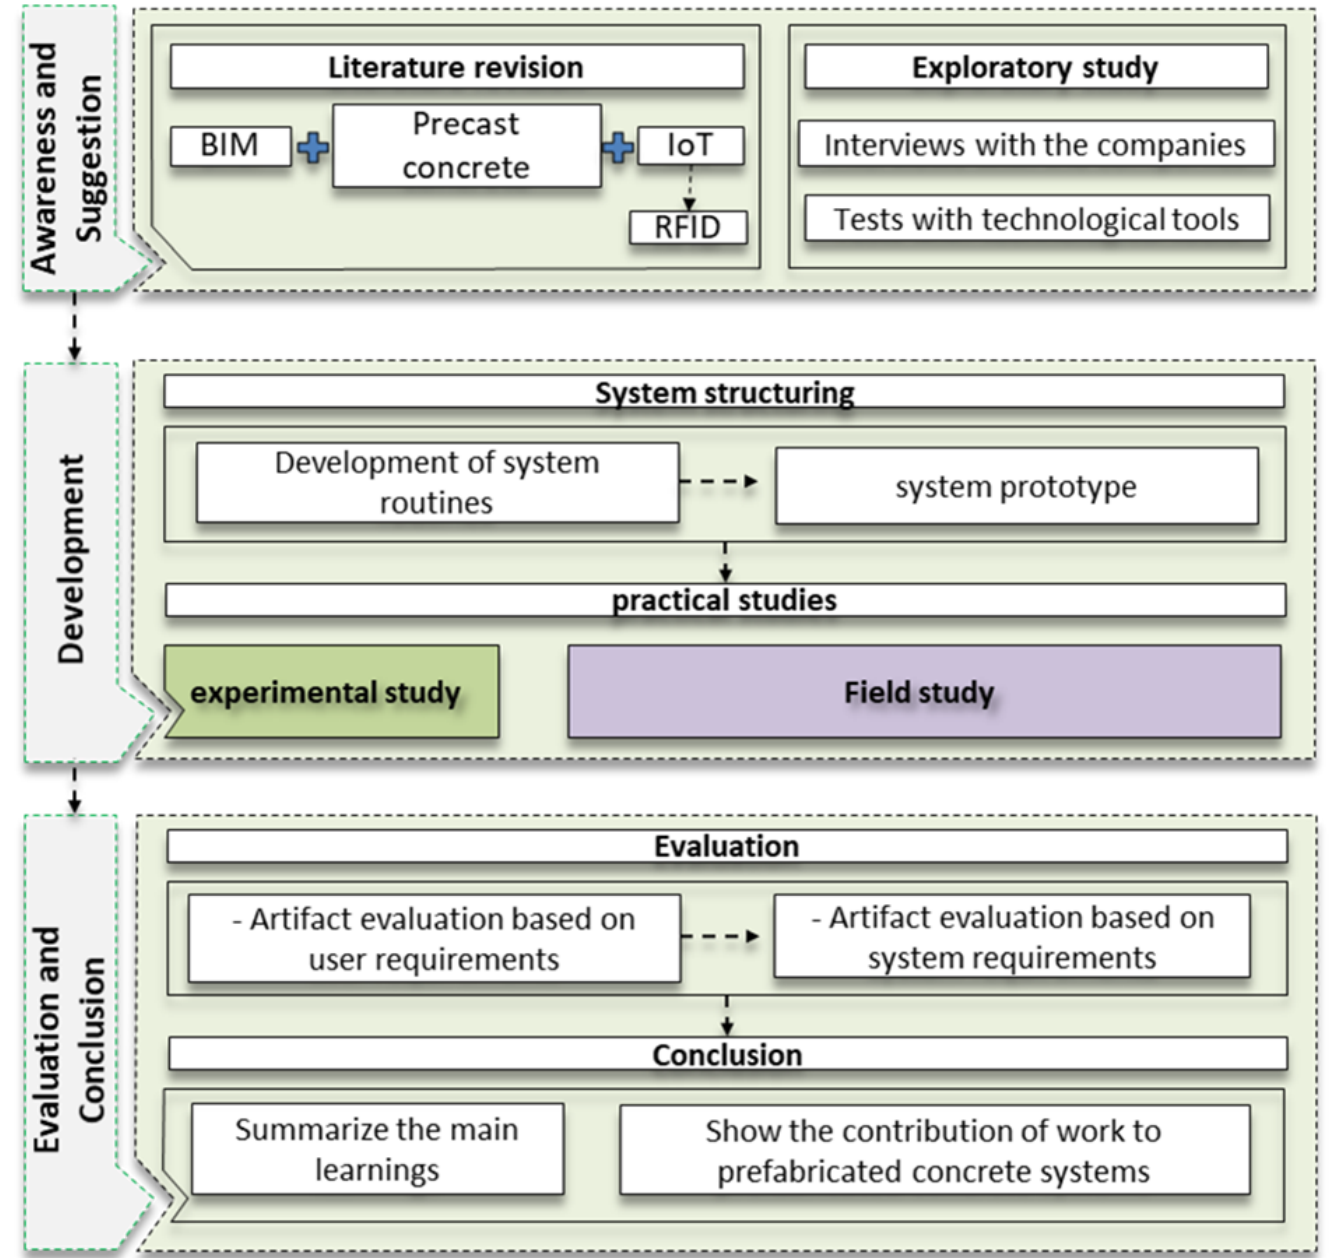 Awareness and
Suggestion
Literature revision
BIM
Precast
concrete
IoT
RFID
Exploratory study
Interviews with the companies
Tests with technological tools
Development
System structuring
Development of system
routines
system prototype
practical studies
experimental study
Field study
Evaluation and
Conclusion
Evaluation
- Artifact evaluation based on
user requirements
- Artifact evaluation based on
system requirements
Conclusion
Summarize the main
learnings
Show the contribution of work to
prefabricated concrete systems